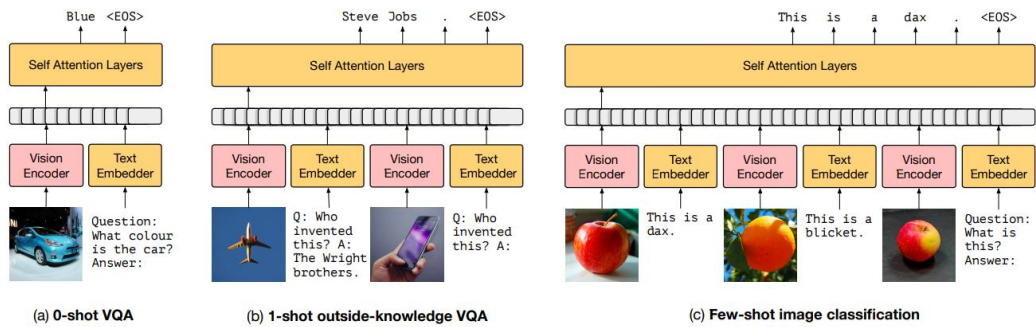 Blue <EOS>
Self Attention Layers
Vision
Encoder
Text
Embedder
Question:
What colour
is the car?
Answer:
(a) 0-shot VQA
Steve Jobs . <EOS>
Self Attention Layers
Vision
Encoder
Text
Embedder
Vision
Encoder
Text
Embedder
Q: Who
invented
this? A:
The Wright
brothers.
Q: Who
invented
this? A:
(b) 1-shot outside-knowledge VQA
This is a dax . <EOS>
Self Attention Layers
Vision
Encoder
Text
Embedder
Vision
Encoder
Text
Embedder
Vision
Encoder
Text
Embedder
This is a
dax.
This is a
blicket.
Question:
What is
this?
Answer:
(c) Few-shot image classification